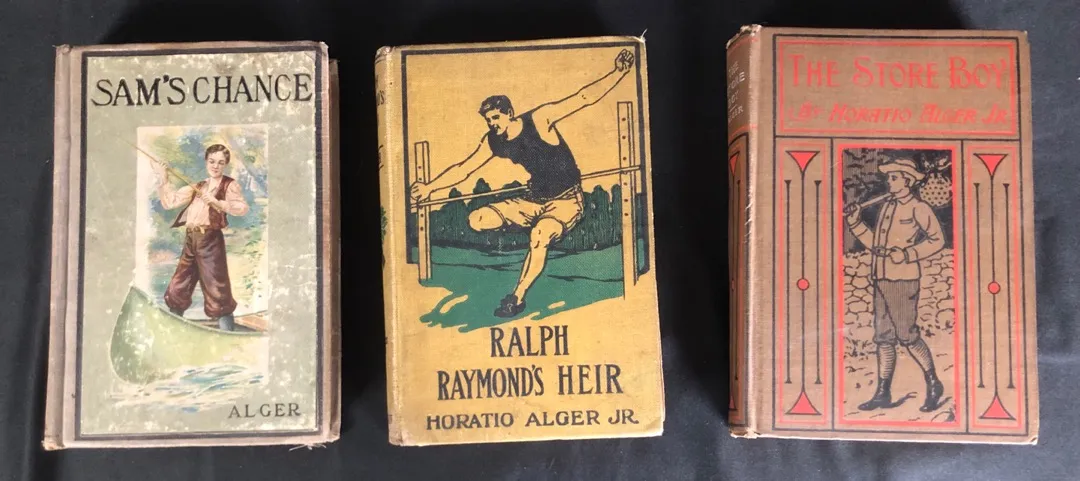 SAM'S CHANCE
ALGER
RALPH
RAYMOND'S HEIR
HORATIO ALGER JR.
THE STORE BOY
BY HORATIO ALGER JR.